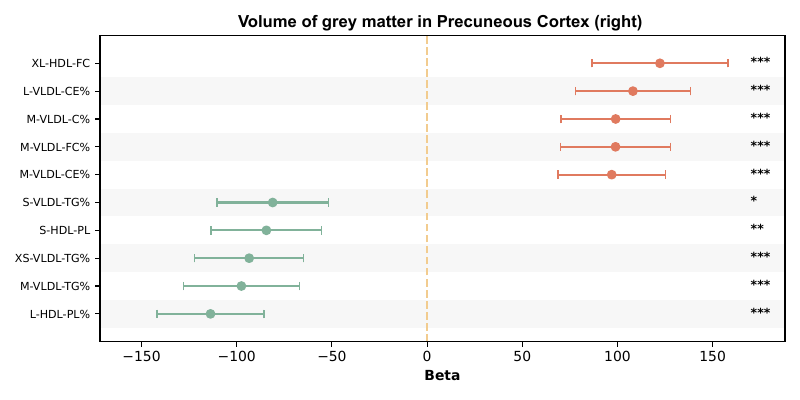 Volume of grey matter in Precuneous Cortex (right)
XL-HDL-FC ***
L-VLDL-CE% ***
M-VLDL-C% ***
M-VLDL-FC% ***
M-VLDL-CE% ***
S-VLDL-TG% *
S-HDL-PL **
XS-VLDL-TG% ***
M-VLDL-TG% ***
L-HDL-PL% ***
−150 −100 −50 0 50 100 150
Beta